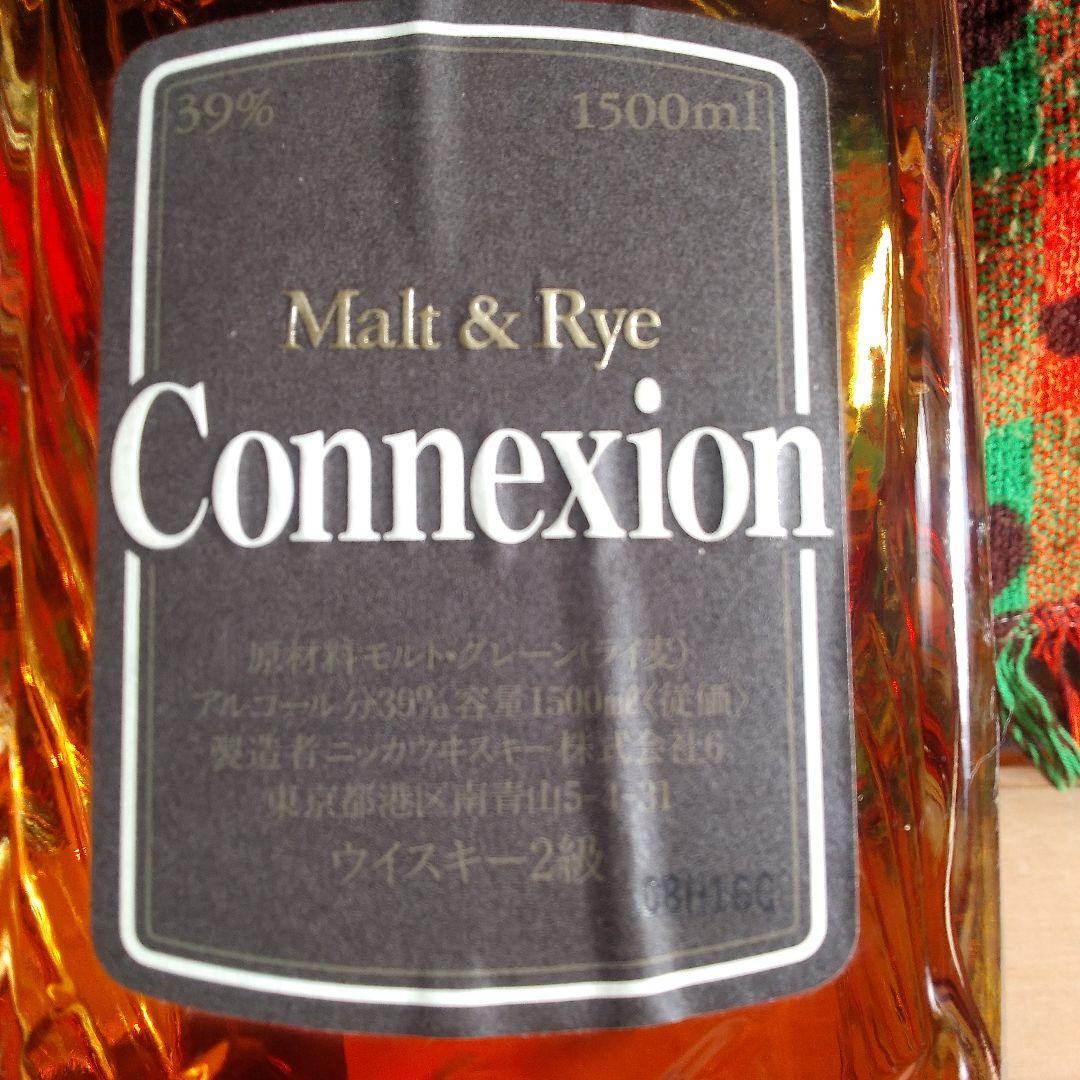 39% 1500ml
Malt & Rye
Connexion
原材料モルト・グレーン(ライ麦)
アルコール分39%容量1500ml〈従価〉
製造者ニッカウヰスキー株式会社6
東京都港区南青山5-4-31
ウイスキー2級
08H16G